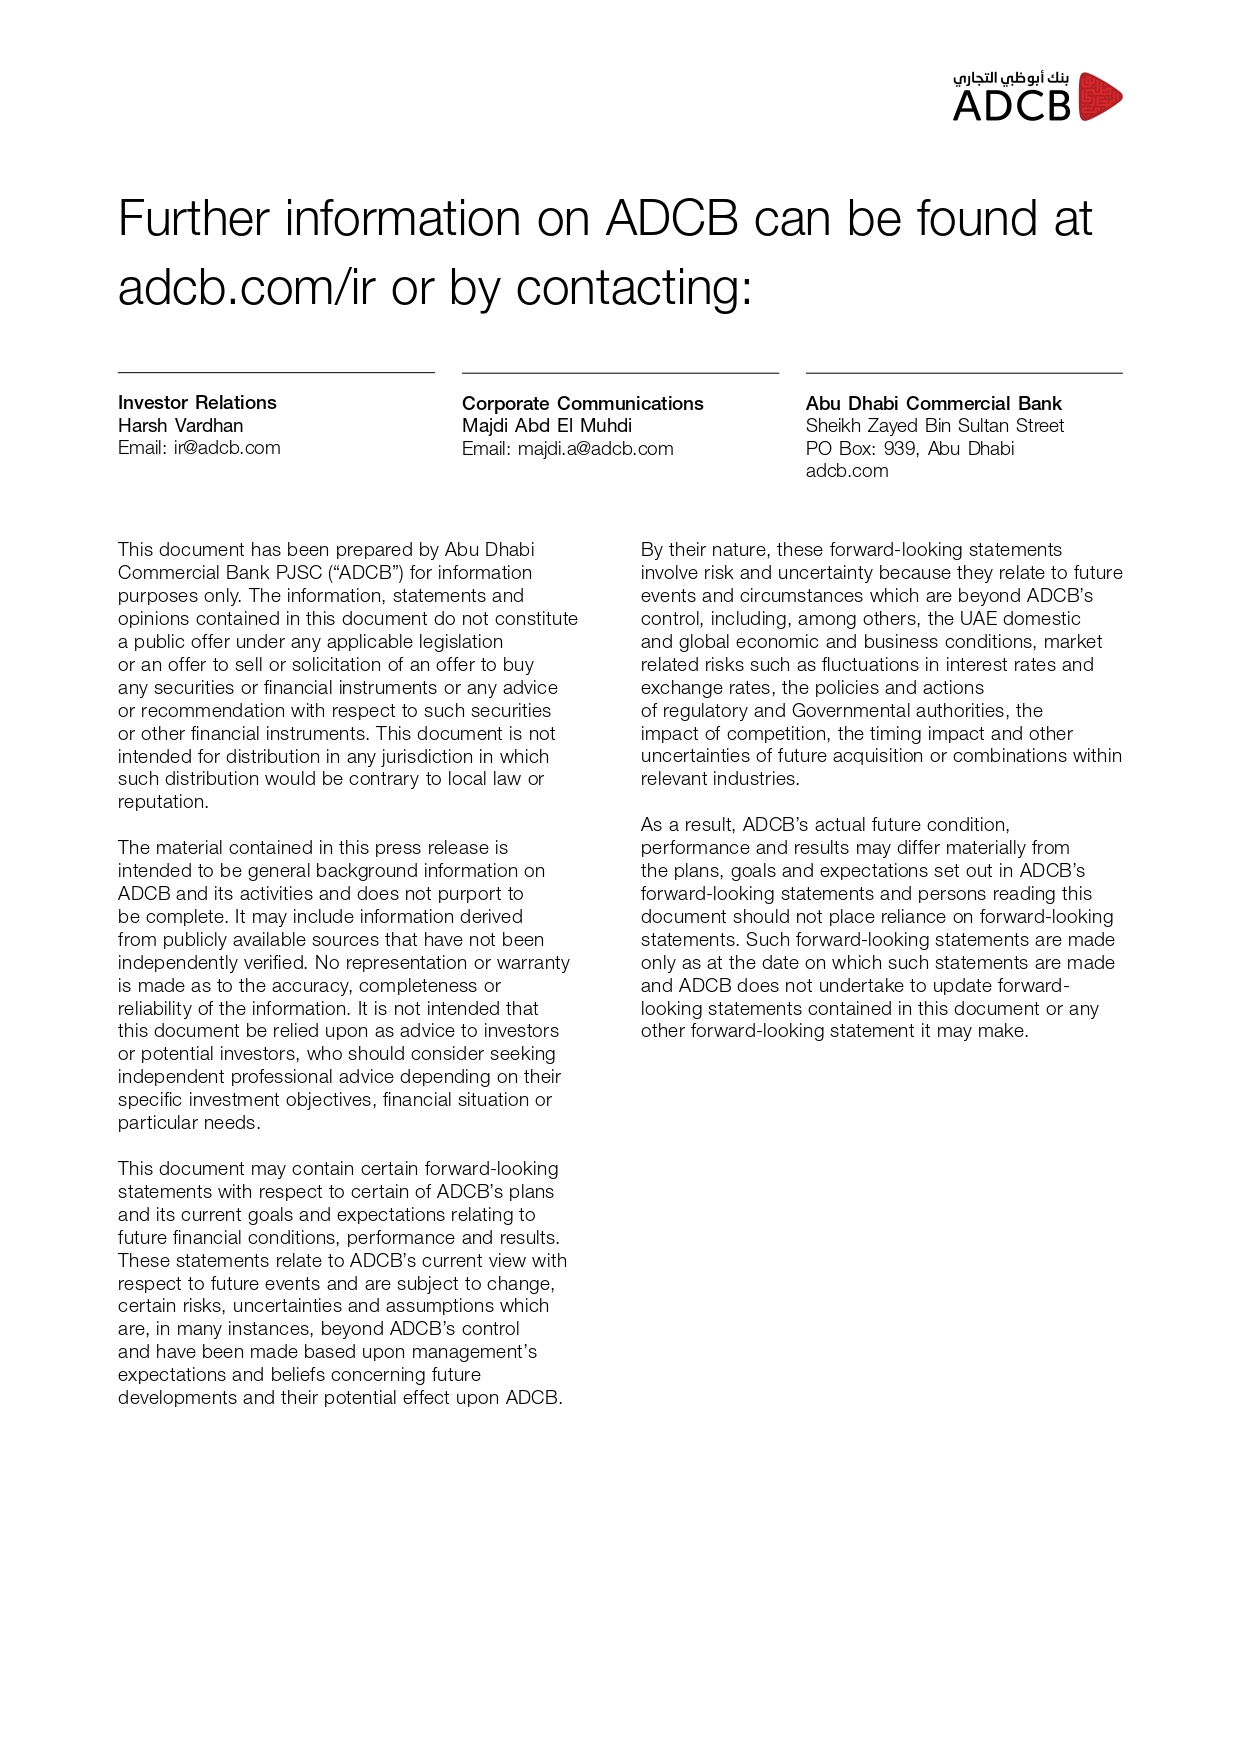 بنك أبوظبي التجاري
ADCB
Further information on ADCB can be found at
adcb.com/ir or by contacting:
Investor Relations
Harsh Vardhan
Email: ir@adcb.com
Corporate Communications
Majdi Abd El Muhdi
Email: majdi.a@adcb.com
Abu Dhabi Commercial Bank
Sheikh Zayed Bin Sultan Street
PO Box: 939, Abu Dhabi
adcb.com
This document has been prepared by Abu Dhabi
Commercial Bank PJSC (“ADCB”) for information
purposes only. The information, statements and
opinions contained in this document do not constitute
a public offer under any applicable legislation
or an offer to sell or solicitation of an offer to buy
any securities or financial instruments or any advice
or recommendation with respect to such securities
or other financial instruments. This document is not
intended for distribution in any jurisdiction in which
such distribution would be contrary to local law or
reputation.
The material contained in this press release is
intended to be general background information on
ADCB and its activities and does not purport to
be complete. It may include information derived
from publicly available sources that have not been
independently verified. No representation or warranty
is made as to the accuracy, completeness or
reliability of the information. It is not intended that
this document be relied upon as advice to investors
or potential investors, who should consider seeking
independent professional advice depending on their
specific investment objectives, financial situation or
particular needs.
This document may contain certain forward-looking
statements with respect to certain of ADCB’s plans
and its current goals and expectations relating to
future financial conditions, performance and results.
These statements relate to ADCB’s current view with
respect to future events and are subject to change,
certain risks, uncertainties and assumptions which
are, in many instances, beyond ADCB’s control
and have been made based upon management’s
expectations and beliefs concerning future
developments and their potential effect upon ADCB.
By their nature, these forward-looking statements
involve risk and uncertainty because they relate to future
events and circumstances which are beyond ADCB’s
control, including, among others, the UAE domestic
and global economic and business conditions, market
related risks such as fluctuations in interest rates and
exchange rates, the policies and actions
of regulatory and Governmental authorities, the
impact of competition, the timing impact and other
uncertainties of future acquisition or combinations within
relevant industries.
As a result, ADCB’s actual future condition,
performance and results may differ materially from
the plans, goals and expectations set out in ADCB’s
forward-looking statements and persons reading this
document should not place reliance on forward-looking
statements. Such forward-looking statements are made
only as at the date on which such statements are made
and ADCB does not undertake to update forward-
looking statements contained in this document or any
other forward-looking statement it may make.